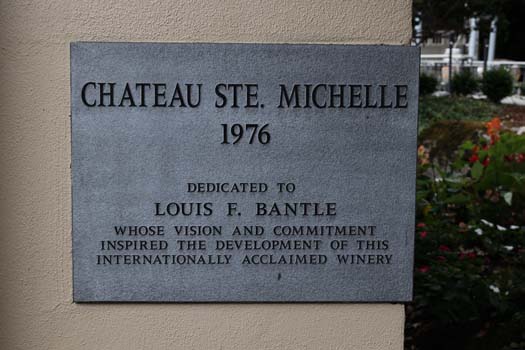 CHATEAU STE. MICHELLE
1976
DEDICATED TO
LOUIS F. BANTLE
WHOSE VISION AND COMMITMENT
INSPIRED THE DEVELOPMENT OF THIS
INTERNATIONALLY ACCLAIMED WINERY